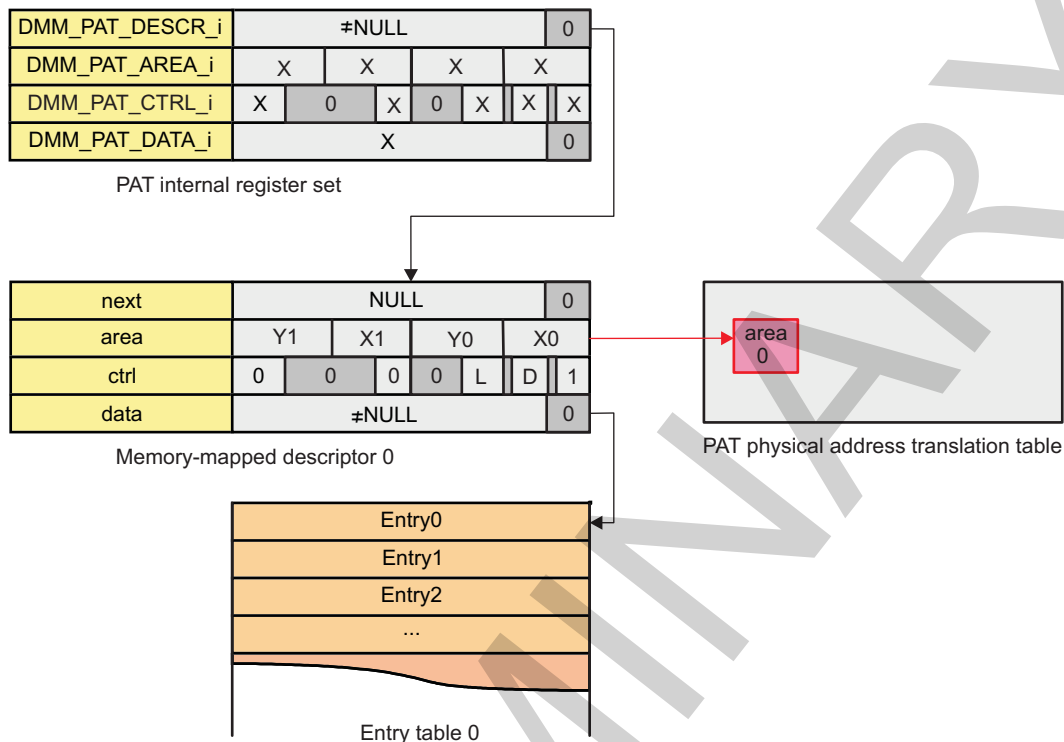 DMM_PAT_DESCR_i ≠NULL 0
DMM_PAT_AREA_i X X X X
DMM_PAT_CTRL_i X 0 X 0 X X X
DMM_PAT_DATA_i X 0
PAT internal register set
next NULL 0
area Y1 X1 Y0 X0
ctrl 0 0 0 0 L D 1
data ≠NULL 0
Memory-mapped descriptor 0
area
0
PAT physical address translation table
Entry0
Entry1
Entry2
...
Entry table 0
MINARY